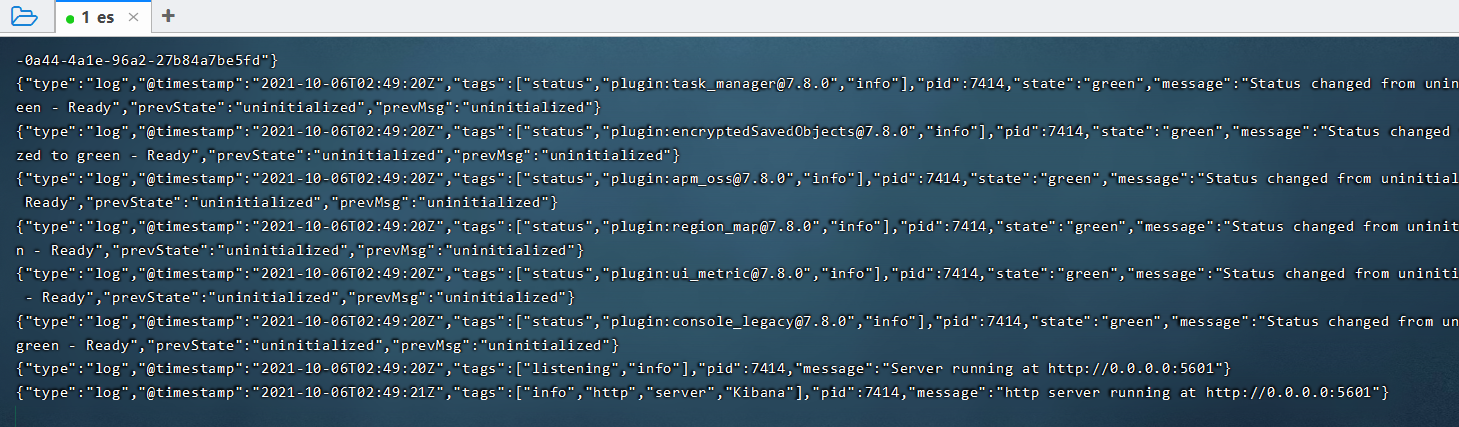 1 es
-0a44-4a1e-96a2-27b84a7be5fd"}
{"type":"log","@timestamp":"2021-10-06T02:49:20Z","tags":["status","plugin:task_manager@7.8.0","info"],"pid":7414,"state":"green","message":"Status changed from unin
een - Ready","prevState":"uninitialized","prevMsg":"uninitialized"}
{"type":"log","@timestamp":"2021-10-06T02:49:20Z","tags":["status","plugin:encryptedSavedObjects@7.8.0","info"],"pid":7414,"state":"green","message":"Status changed
zed to green - Ready","prevState":"uninitialized","prevMsg":"uninitialized"}
{"type":"log","@timestamp":"2021-10-06T02:49:20Z","tags":["status","plugin:apm_oss@7.8.0","info"],"pid":7414,"state":"green","message":"Status changed from uninitial
Ready","prevState":"uninitialized","prevMsg":"uninitialized"}
{"type":"log","@timestamp":"2021-10-06T02:49:20Z","tags":["status","plugin:region_map@7.8.0","info"],"pid":7414,"state":"green","message":"Status changed from uninit
n - Ready","prevState":"uninitialized","prevMsg":"uninitialized"}
{"type":"log","@timestamp":"2021-10-06T02:49:20Z","tags":["status","plugin:ui_metric@7.8.0","info"],"pid":7414,"state":"green","message":"Status changed from uniniti
- Ready","prevState":"uninitialized","prevMsg":"uninitialized"}
{"type":"log","@timestamp":"2021-10-06T02:49:20Z","tags":["status","plugin:console_legacy@7.8.0","info"],"pid":7414,"state":"green","message":"Status changed from un
green - Ready","prevState":"uninitialized","prevMsg":"uninitialized"}
{"type":"log","@timestamp":"2021-10-06T02:49:20Z","tags":["listening","info"],"pid":7414,"message":"Server running at http://0.0.0.0:5601"}
{"type":"log","@timestamp":"2021-10-06T02:49:21Z","tags":["info","http","server","Kibana"],"pid":7414,"message":"http server running at http://0.0.0.0:5601"}